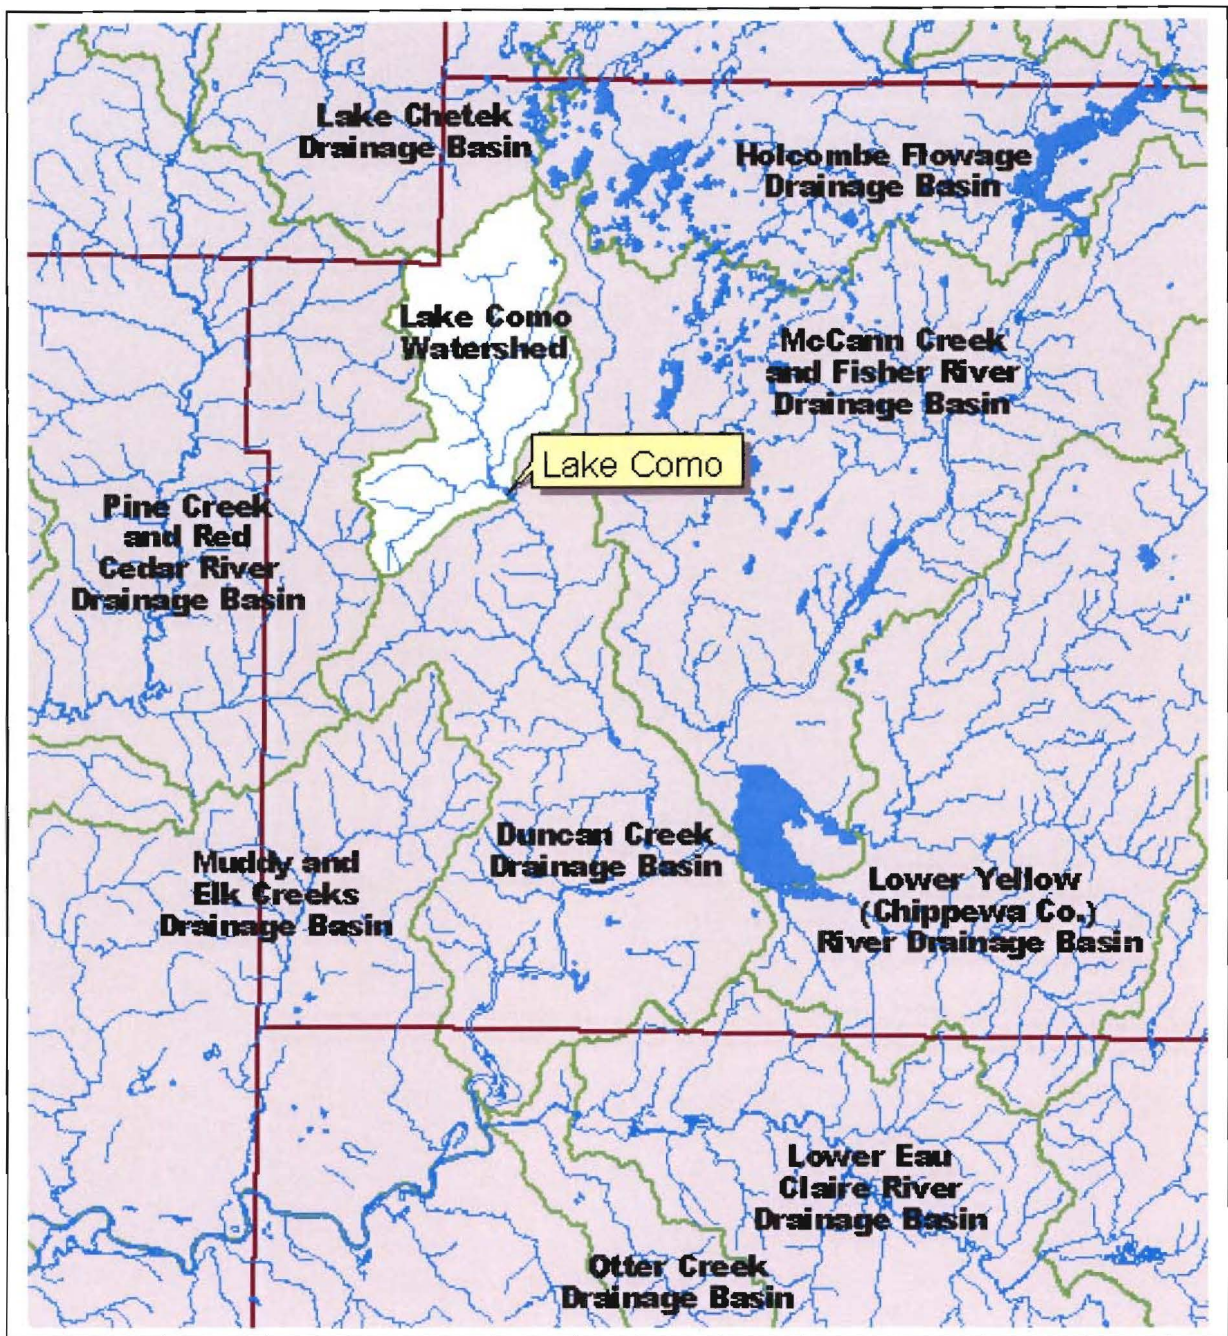 Lake Chetek
Drainage Basin
Holcombe Flowage
Drainage Basin
Lake Como
Watershed
McCann Creek
and Fisher River
Drainage Basin
Lake Como
Pine Creek
and Red
Cedar River
Drainage Basin
Duncan Creek
Drainage Basin
Muddy and
Elk Creeks
Drainage Basin
Lower Yellow
(Chippewa Co.)
River Drainage Basin
Lower Eau
Claire River
Drainage Basin
Otter Creek
Drainage Basin